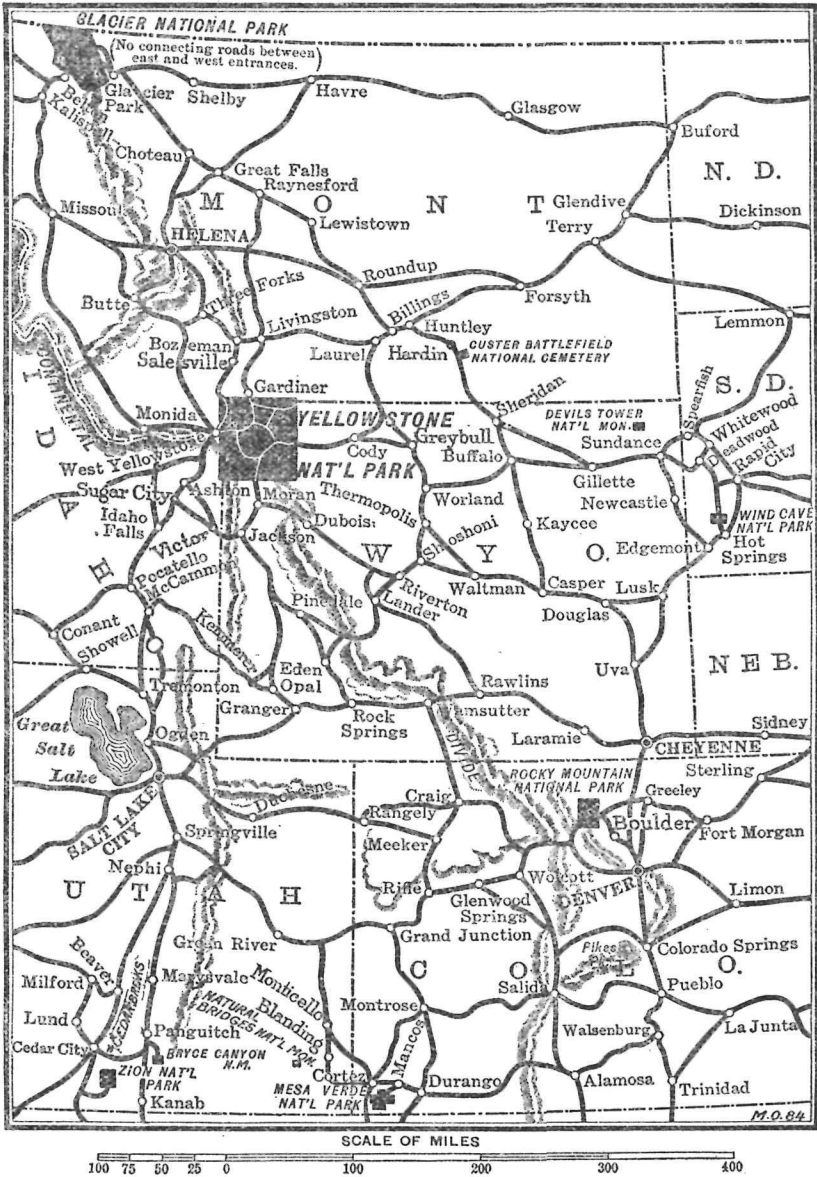 GLACIER NATIONAL PARK
(No connecting roads between
east and west entrances.)
Belton
Glacier
Park
Shelby
Havre
Glasgow
Buford
Kalispell
Choteau
Great Falls
Raynesford
N. D.
M O N T
Glendive
Dickinson
Missoul
Lewistown
Terry
HELENA
Roundup
Forsyth
Butte
Three Forks
Livingston
Billings
Huntley
Lemmon
Bozeman
Salesville
Laurel
Hardin
CUSTER BATTLEFIELD
NATIONAL CEMETERY
CONTINENTAL
I D A H O
Gardiner
Sheridan
S. D.
Spearfish
Whitewood
Deadwood
Rapid
City
Monida
YELLOWSTONE
NAT'L PARK
DEVILS TOWER
NAT'L MON.
Sundance
West Yellowstone
Cody
Greybull
Buffalo
Gillette
Sugar City
Ashton
Moran
Thermopolis
Worland
Newcastle
WIND CAVE
NAT'L PARK
Idaho
Falls
Victor
Jackson
Dubois
Shoshoni
Kaycee
Edgemont
Hot
Springs
W Y O.
Pocatello
McCammon
Riverton
Lander
Waltman
Casper
Douglas
Lusk
Conant
Showell
Kemmerer
Pinedale
Uva
NEB.
Tremonton
Eden
Opal
Rawlins
Granger
Rock
Springs
amsutter
Laramie
CHEYENNE
Sidney
Great
Salt
Lake
Ogden
DIVIDE
ROCKY MOUNTAIN
NATIONAL PARK
Sterling
SALT LAKE
CITY
Duchesne
Craig
Rangely
Greeley
Boulder
Fort Morgan
Springville
Meeker
Nephi
Rifle
Wolcott
DENVER
Limon
U T A H
Glenwood
Springs
Green River
Grand Junction
Colorado Springs
Pikes
Pk.
C O L O.
Beaver
Milford
Marysvale
CEDAR BREAKS
NATURAL
BRIDGES NAT'L MON.
Monticello
Blanding
Montrose
Salida
Pueblo
Lund
Panguitch
Walsenburg
La Junta
Cedar City
BRYCE CANYON
N.M.
ZION NAT'L
PARK
Cortez
Mancos
MESA VERDE
NAT'L PARK
Durango
Alamosa
Trinidad
Kanab
M.O.84
SCALE OF MILES
100 75 50 25 0 100 200 300 400